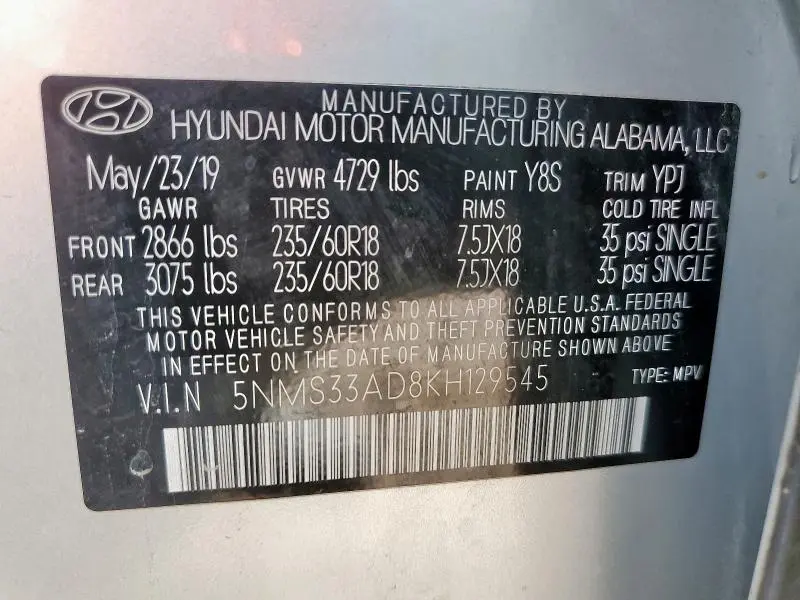 MANUFACTURED BY
HYUNDAI MOTOR MANUFACTURING ALABAMA, LLC
May/23/19 GVWR 4729 lbs PAINT Y8S TRIM YPJ
GAWR TIRES RIMS COLD TIRE INFL
FRONT 2866 lbs 235/60R18 7.5JX18 35 psi SINGLE
REAR 3075 lbs 235/60R18 7.5JX18 35 psi SINGLE
THIS VEHICLE CONFORMS TO ALL APPLICABLE U.S.A. FEDERAL
MOTOR VEHICLE SAFETY AND THEFT PREVENTION STANDARDS
IN EFFECT ON THE DATE OF MANUFACTURE SHOWN ABOVE
V.I.N 5NMS33AD8KH129545 TYPE: MPV